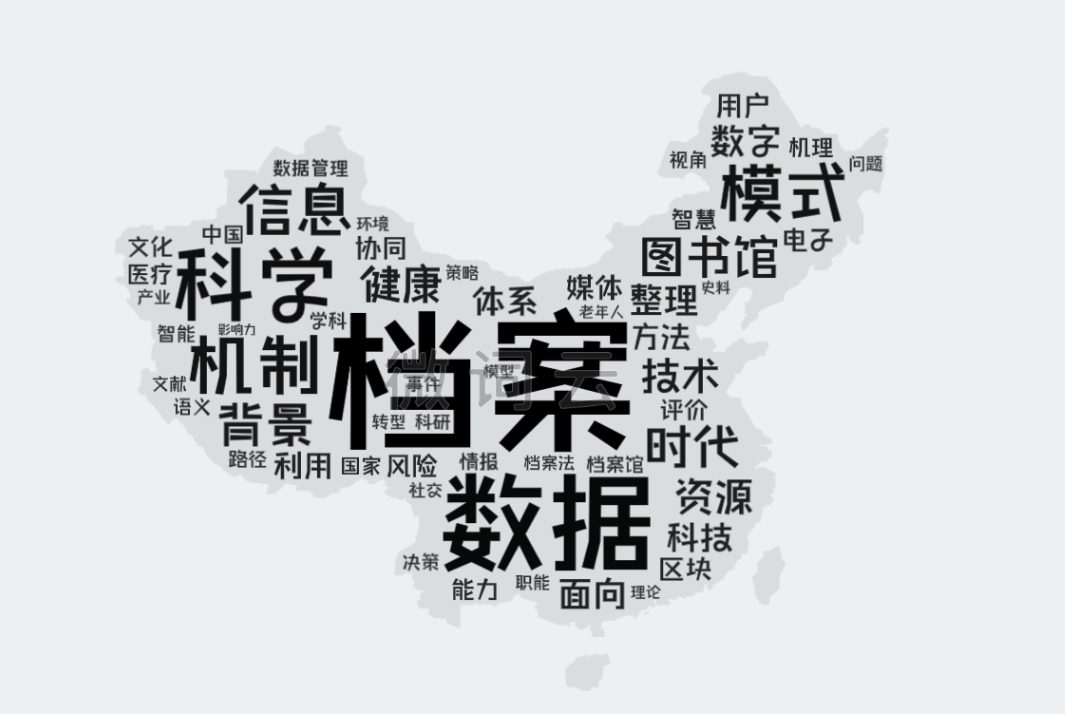 用户
数字
机理
视角
问题
数据管理
模式
信息
智慧
环境
中国
电子
文化
协同
图书馆
医疗
科学
健康
策略
媒体
史料
产业
体系
整理
老年人
学科
智能
影响力
方法
档案
机制
微词云
模型
技术
文献
事件
语义
评价
背景
转型
科研
时代
路径
利用
国家
风险
情报
档案法
档案馆
社交
数据
资源
科技
决策
区块
能力
职能
面向
理论